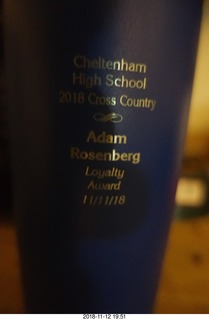 Cheltenham
High School
2018 Cross Country
Adam
Rosenberg
Loyalty
Award
11/11/18
2018-11-12 19:51